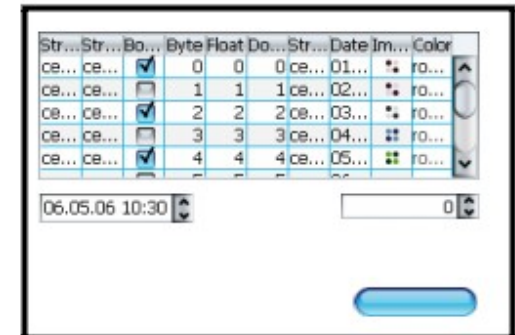 Str... Str... Bo... Byte Float Do... Str... Date Im... Color
ce... ce... 0 0 0 ce... 01... ro...
ce... ce... 1 1 1 ce... 02... ro...
ce... ce... 2 2 2 ce... 03... ro...
ce... ce... 3 3 3 ce... 04... ro...
ce... ce... 4 4 4 ce... 05... ro...
06.05.06 10:30 0